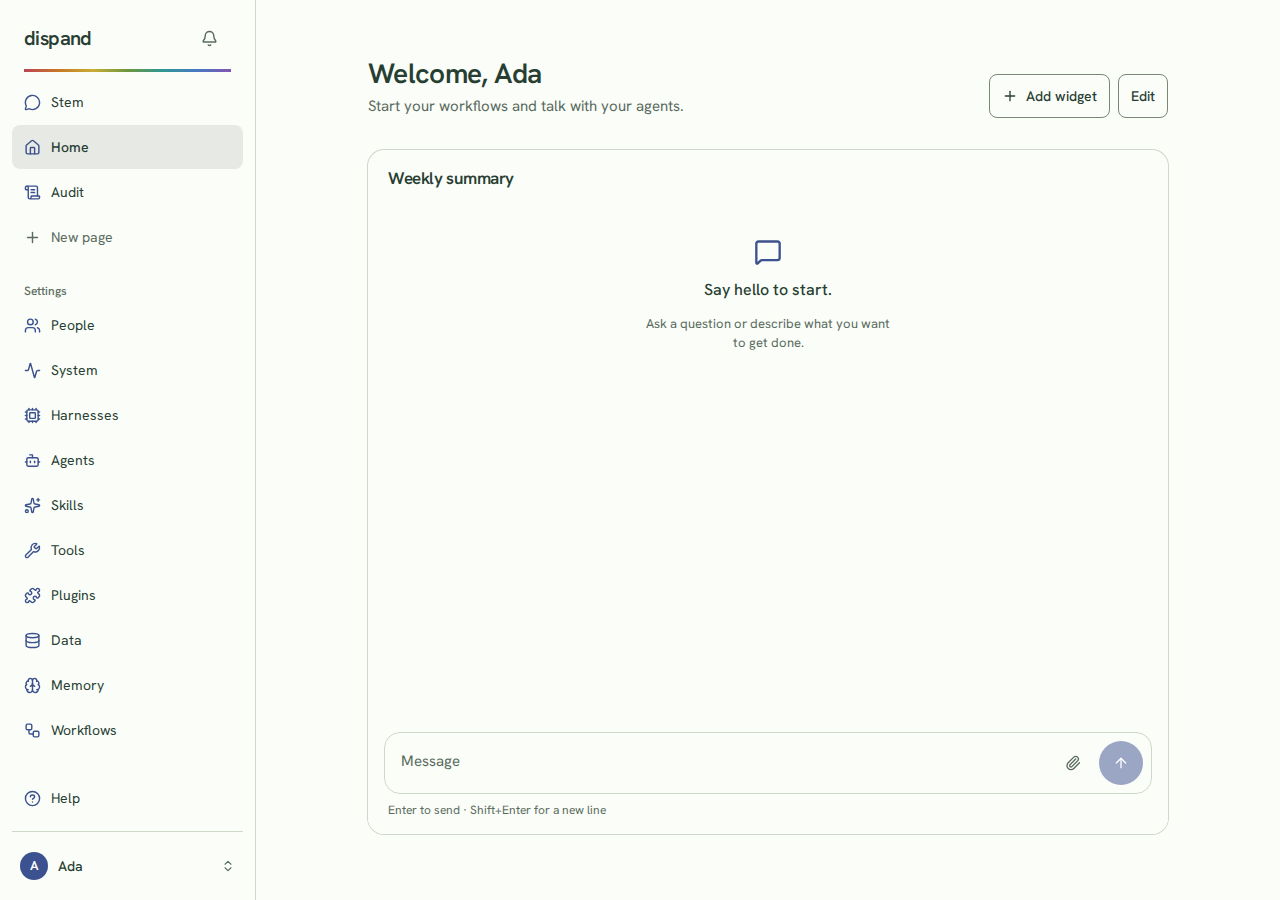 dispand
Stem
Home
Audit
New page
Settings
People
System
Harnesses
Agents
Skills
Tools
Plugins
Data
Memory
Workflows
Help
A
Ada
Welcome, Ada
Start your workflows and talk with your agents.
Add widget
Edit
Weekly summary
Say hello to start.
Ask a question or describe what you want
to get done.
Message
Enter to send · Shift+Enter for a new line